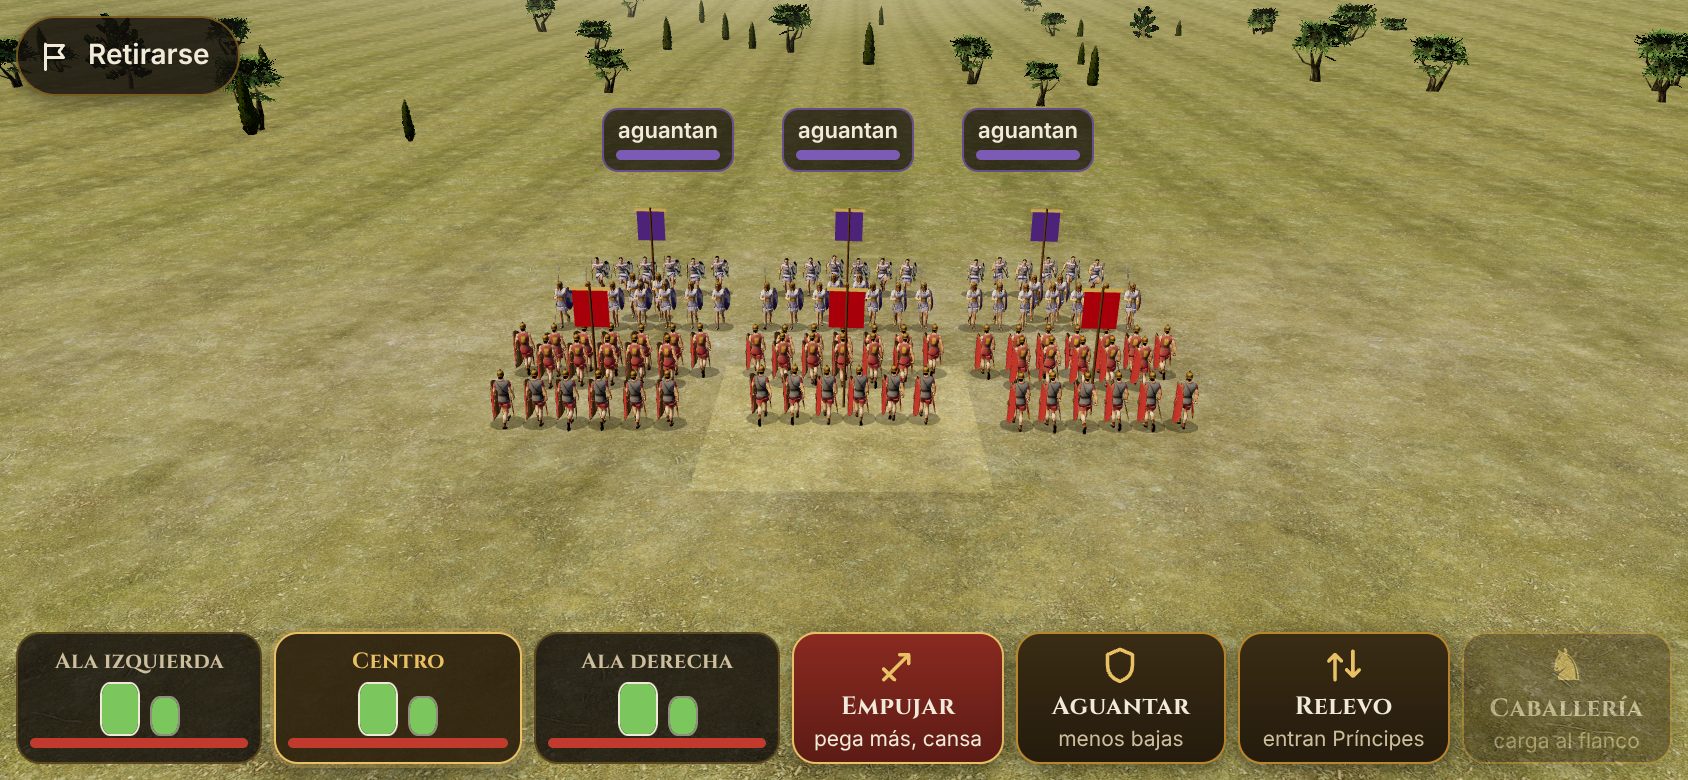 Retirarse
aguantan
aguantan
aguantan
ALA IZQUIERDA
CENTRO
ALA DERECHA
EMPUJAR
pega más, cansa
AGUANTAR
menos bajas
RELEVO
entran Príncipes
CABALLERÍA
carga al flanco